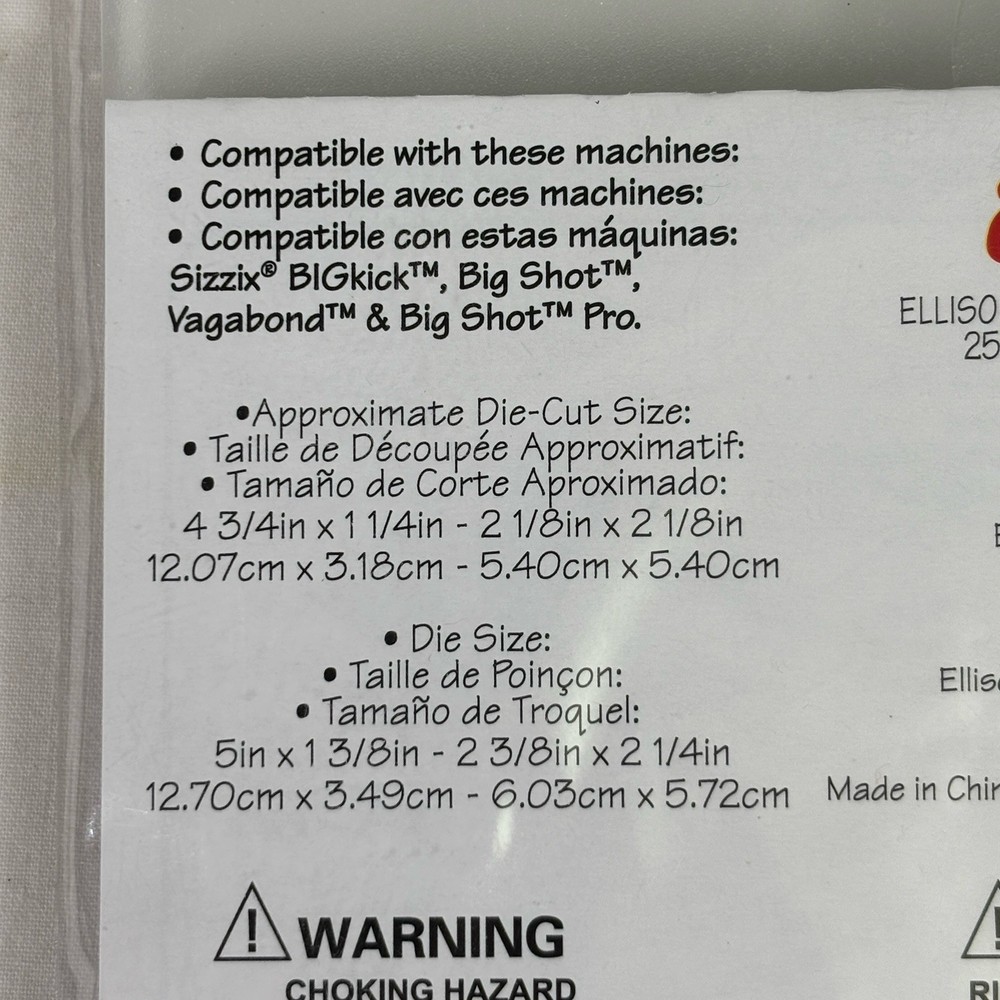 • Compatible with these machines:
• Compatible avec ces machines:
• Compatible con estas máquinas:
Sizzix® BIGkick™, Big Shot™,
Vagabond™ & Big Shot™ Pro.
•Approximate Die-Cut Size:
• Taille de Découpée Approximatif:
• Tamaño de Corte Aproximado:
4 3/4in x 1 1/4in - 2 1/8in x 2 1/8in
12.07cm x 3.18cm - 5.40cm x 5.40cm
• Die Size:
• Taille de Poinçon:
• Tamaño de Troquel:
5in x 1 3/8in - 2 3/8in x 2 1/4in
12.70cm x 3.49cm - 6.03cm x 5.72cm
WARNING
CHOKING HAZARD
ELLISO
25
Made in